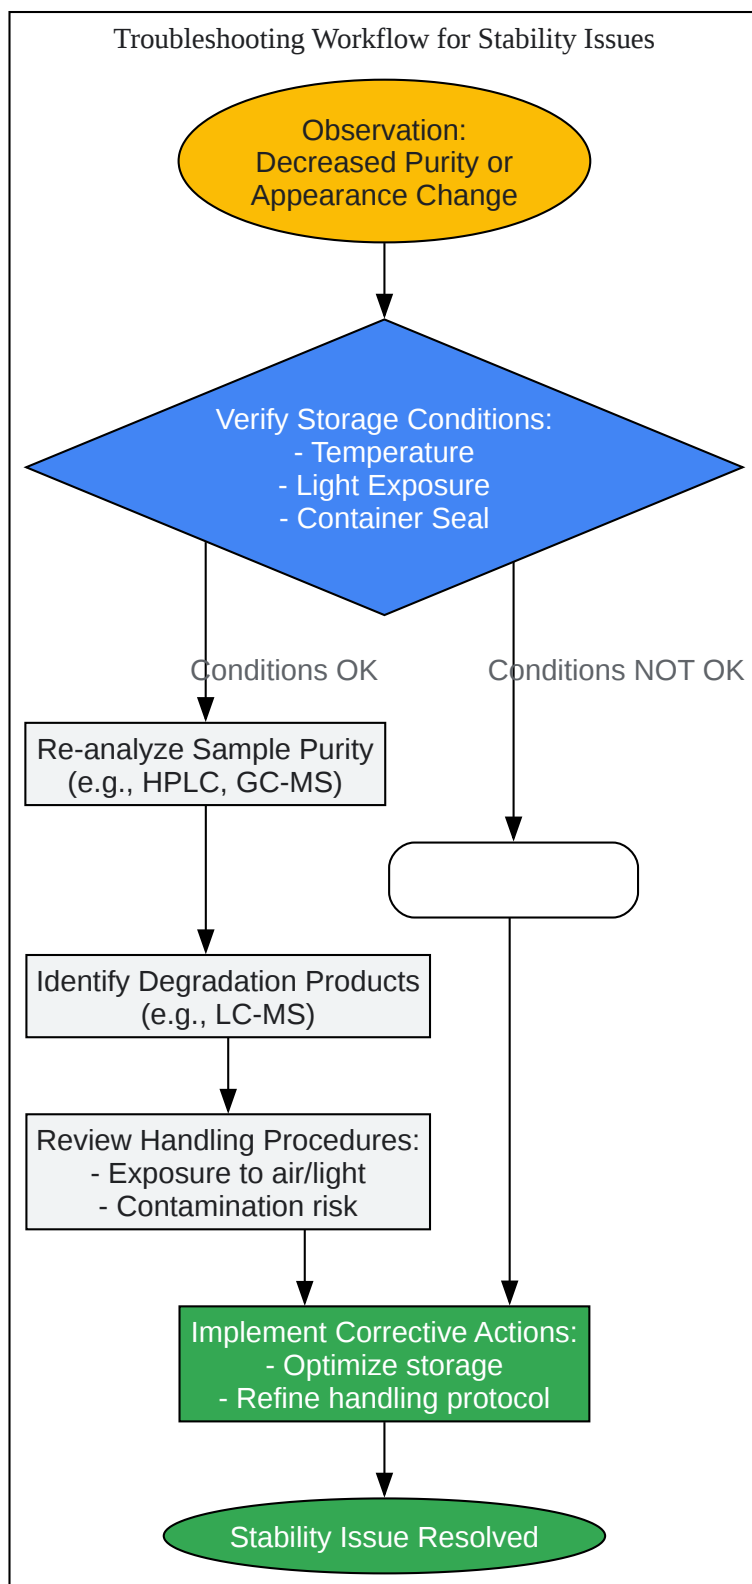 Troubleshooting Workflow for Stability Issues
Observation:
Decreased Purity or
Appearance Change
Verify Storage Conditions:
- Temperature
- Light Exposure
- Container Seal
Conditions OK
Conditions NOT OK
Re-analyze Sample Purity
(e.g., HPLC, GC-MS)
Identify Degradation Products
(e.g., LC-MS)
Review Handling Procedures:
- Exposure to air/light
- Contamination risk
Implement Corrective Actions:
- Optimize storage
- Refine handling protocol
Stability Issue Resolved